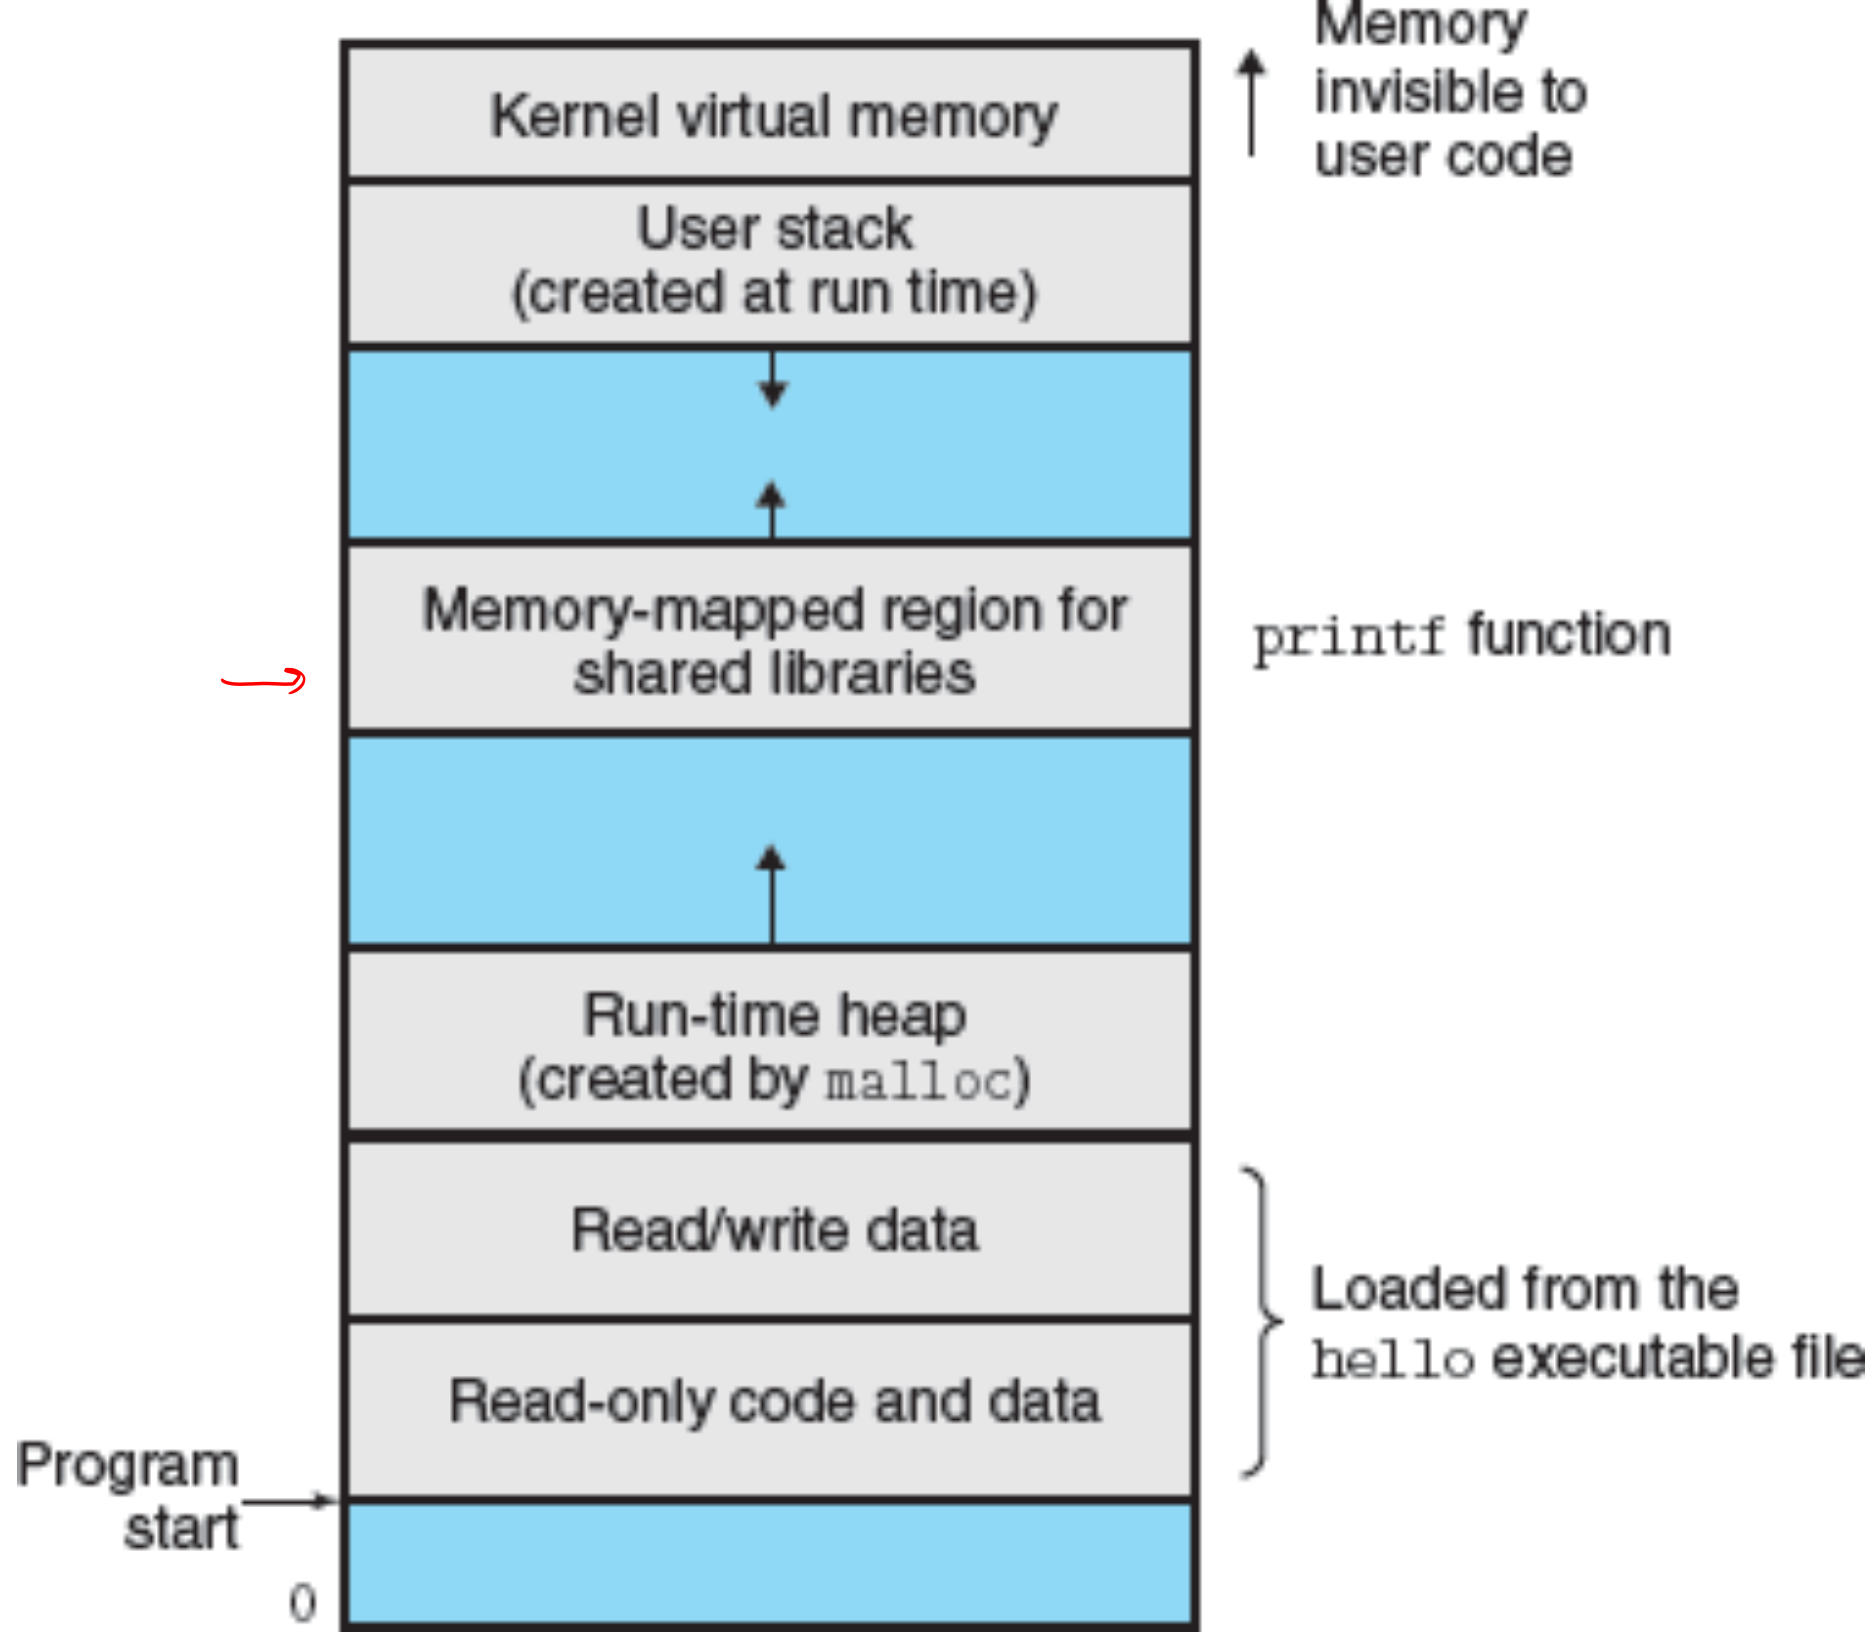 Memory
invisible to
user code
Kernel virtual memory
User stack
(created at run time)
Memory-mapped region for
shared libraries
printf function
Run-time heap
(created by malloc)
Read/write data
Loaded from the
hello executable file
Read-only code and data
Program
start
0